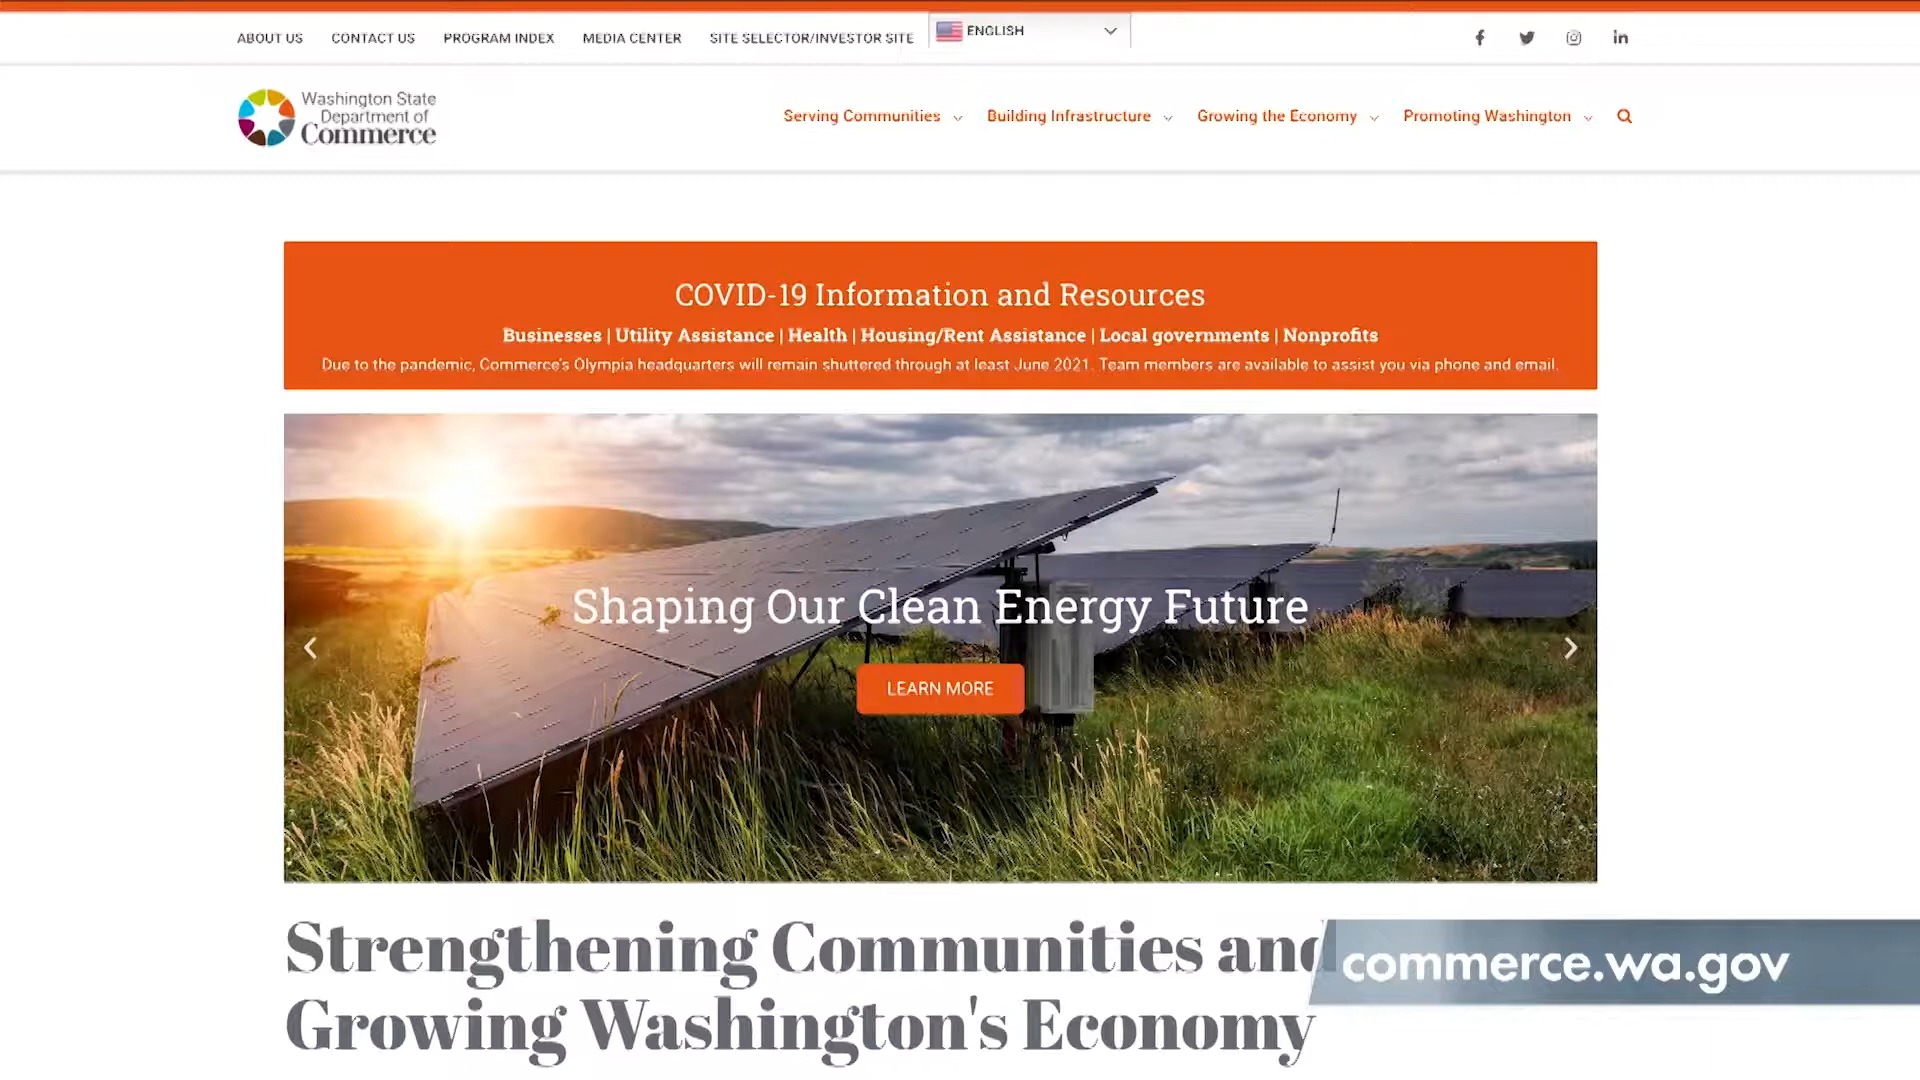 ABOUT US CONTACT US PROGRAM INDEX MEDIA CENTER SITE SELECTOR/INVESTOR SITE ENGLISH
Washington State
Department of
Commerce
Serving Communities Building Infrastructure Growing the Economy Promoting Washington
COVID-19 Information and Resources
Businesses | Utility Assistance | Health | Housing/Rent Assistance | Local governments | Nonprofits
Due to the pandemic, Commerce's Olympia headquarters will remain shuttered through at least June 2021. Team members are available to assist you via phone and email.
Shaping Our Clean Energy Future
LEARN MORE
Strengthening Communities and
Growing Washington's Economy
commerce.wa.gov